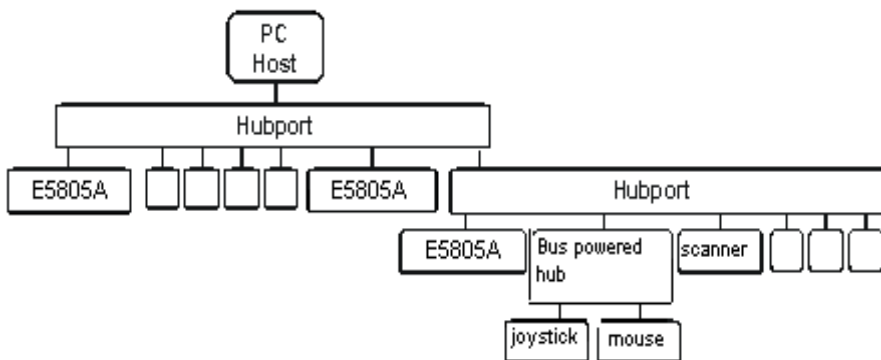 PC
Host
Hubport
E5805A
E5805A
Hubport
E5805A
Bus powered
hub
scanner
joystick
mouse